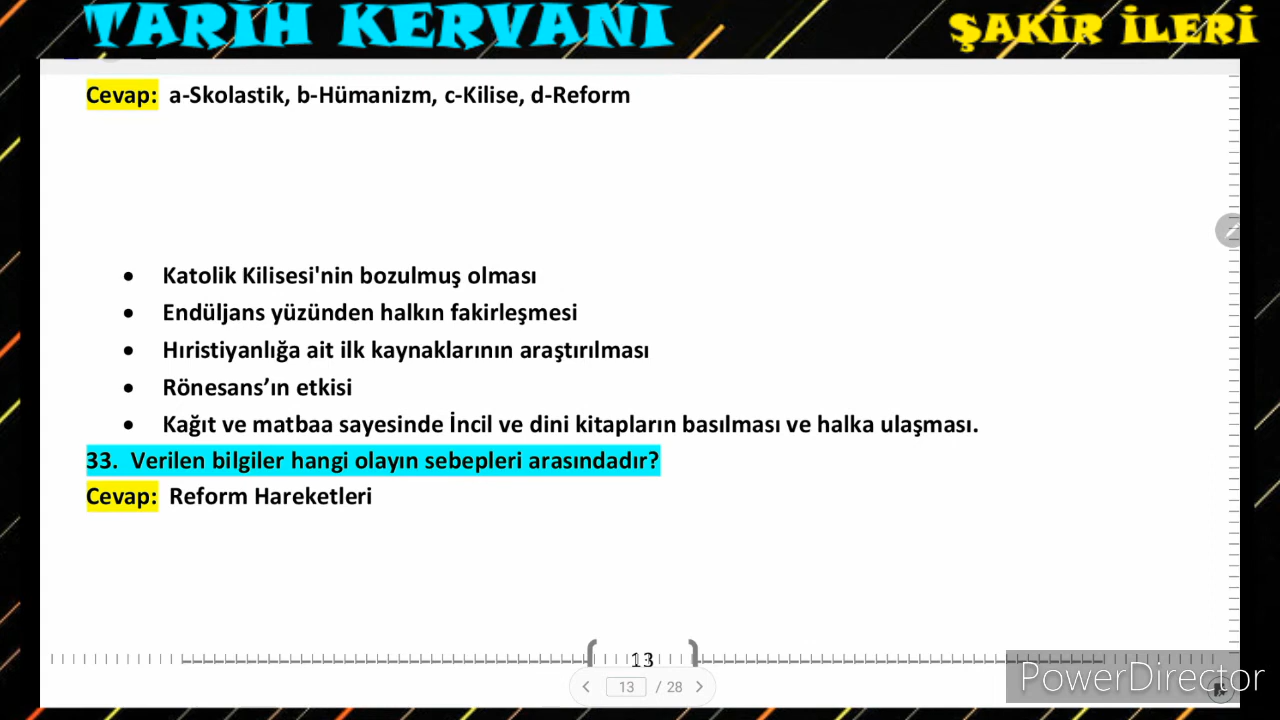 TARİH KERVANI
ŞAKİR İLERİ
Cevap: a-Skolastik, b-Hümanizm, c-Kilise, d-Reform
• Katolik Kilisesi'nin bozulmuş olması
• Endüljans yüzünden halkın fakirleşmesi
• Hıristiyanlığa ait ilk kaynaklarının araştırılması
• Rönesans’ın etkisi
• Kağıt ve matbaa sayesinde İncil ve dini kitapların basılması ve halka ulaşması.
33. Verilen bilgiler hangi olayın sebepleri arasındadır?
Cevap: Reform Hareketleri
13
13 / 28
PowerDirector